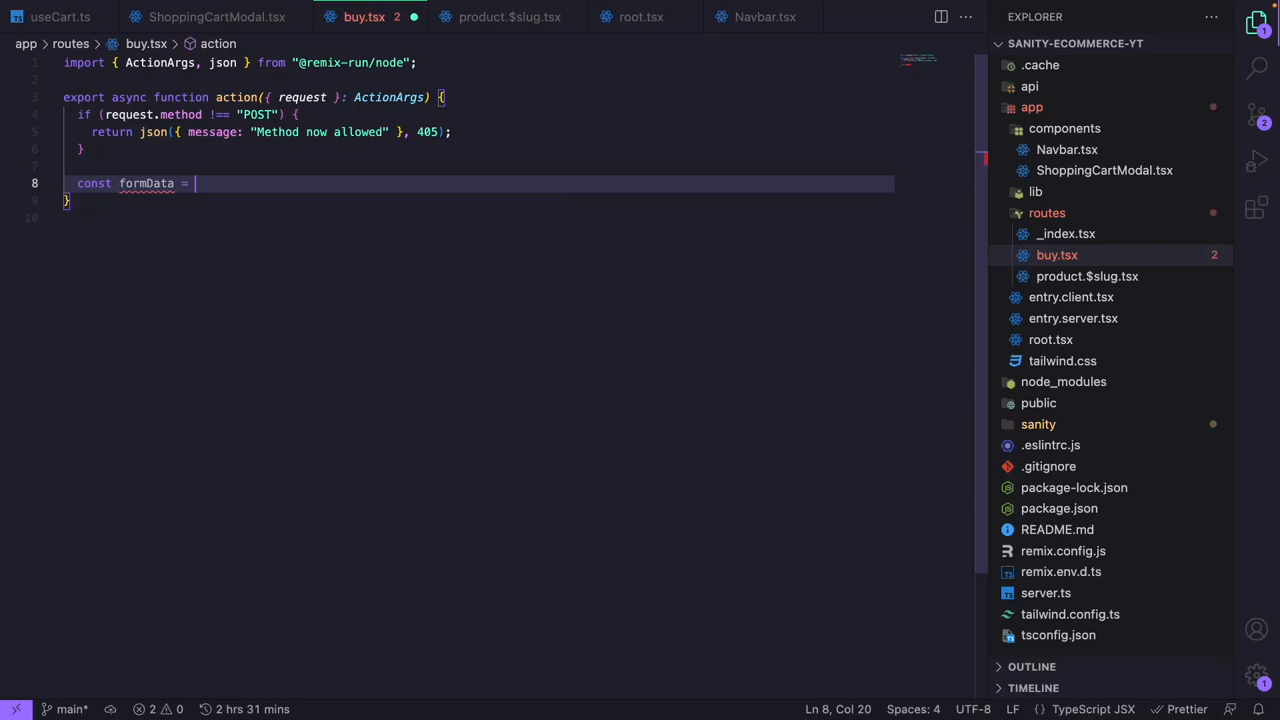 useCart.ts
ShoppingCartModal.tsx
buy.tsx 2
product.$slug.tsx
root.tsx
Navbar.tsx
app > routes > buy.tsx > action
1 import { ActionArgs, json } from "@remix-run/node";
2
3 export async function action({ request }: ActionArgs) {
4 if (request.method !== "POST") {
5 return json({ message: "Method now allowed" }, 405);
6 }
7
8 const formData =
9 }
10
EXPLORER
SANITY-ECOMMERCE-YT
.cache
api
app
components
Navbar.tsx
ShoppingCartModal.tsx
lib
routes
_index.tsx
buy.tsx 2
product.$slug.tsx
entry.client.tsx
entry.server.tsx
root.tsx
tailwind.css
node_modules
public
sanity
.eslintrc.js
.gitignore
package-lock.json
package.json
README.md
remix.config.js
remix.env.d.ts
server.ts
tailwind.config.ts
tsconfig.json
OUTLINE
TIMELINE
1
2
1
main* 2 0 2 hrs 31 mins
Ln 8, Col 20 Spaces: 4 UTF-8 LF {} TypeScript JSX Prettier